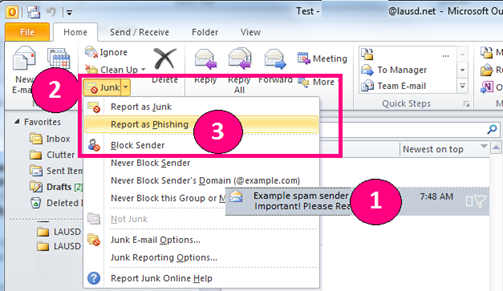 Test -
@lausd.net - Microsoft Ou
File
Home
Send / Receive
Folder
View
New
E-ma
Ignore
Clean Up
Junk
Delete
Reply
Reply
All
Forward
Meeting
More
To Manager
Team E-mail
Quick Steps
2
3
1
Favorites
Inbox
Clutter
Sent Item
Drafts [2
Deleted I
LAUSD
LAUSD
Report as Junk
Report as Phishing
Block Sender
Never Block Sender
Never Block Sender's Domain (@example.com)
Never Block this Group or M
Not Junk
Junk E-mail Options...
Junk Reporting Options...
Report Junk Online Help
Newest on top
Example spam sender
7:48 AM
Important! Please Rea